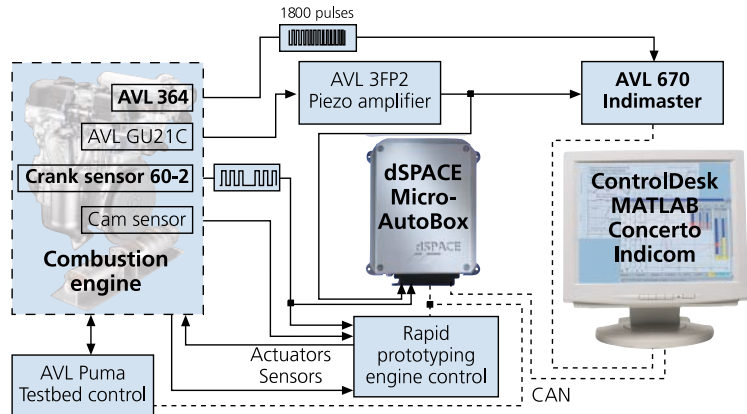 1800 pulses
AVL 364
AVL GU21C
Crank sensor 60-2
Cam sensor
Combustion
engine
AVL 3FP2
Piezo amplifier
AVL 670
Indimaster
dSPACE
Micro-
AutoBox
dSPACE
ControlDesk
MATLAB
Concerto
Indicom
Actuators
Sensors
Rapid
prototyping
engine control
AVL Puma
Testbed control
CAN